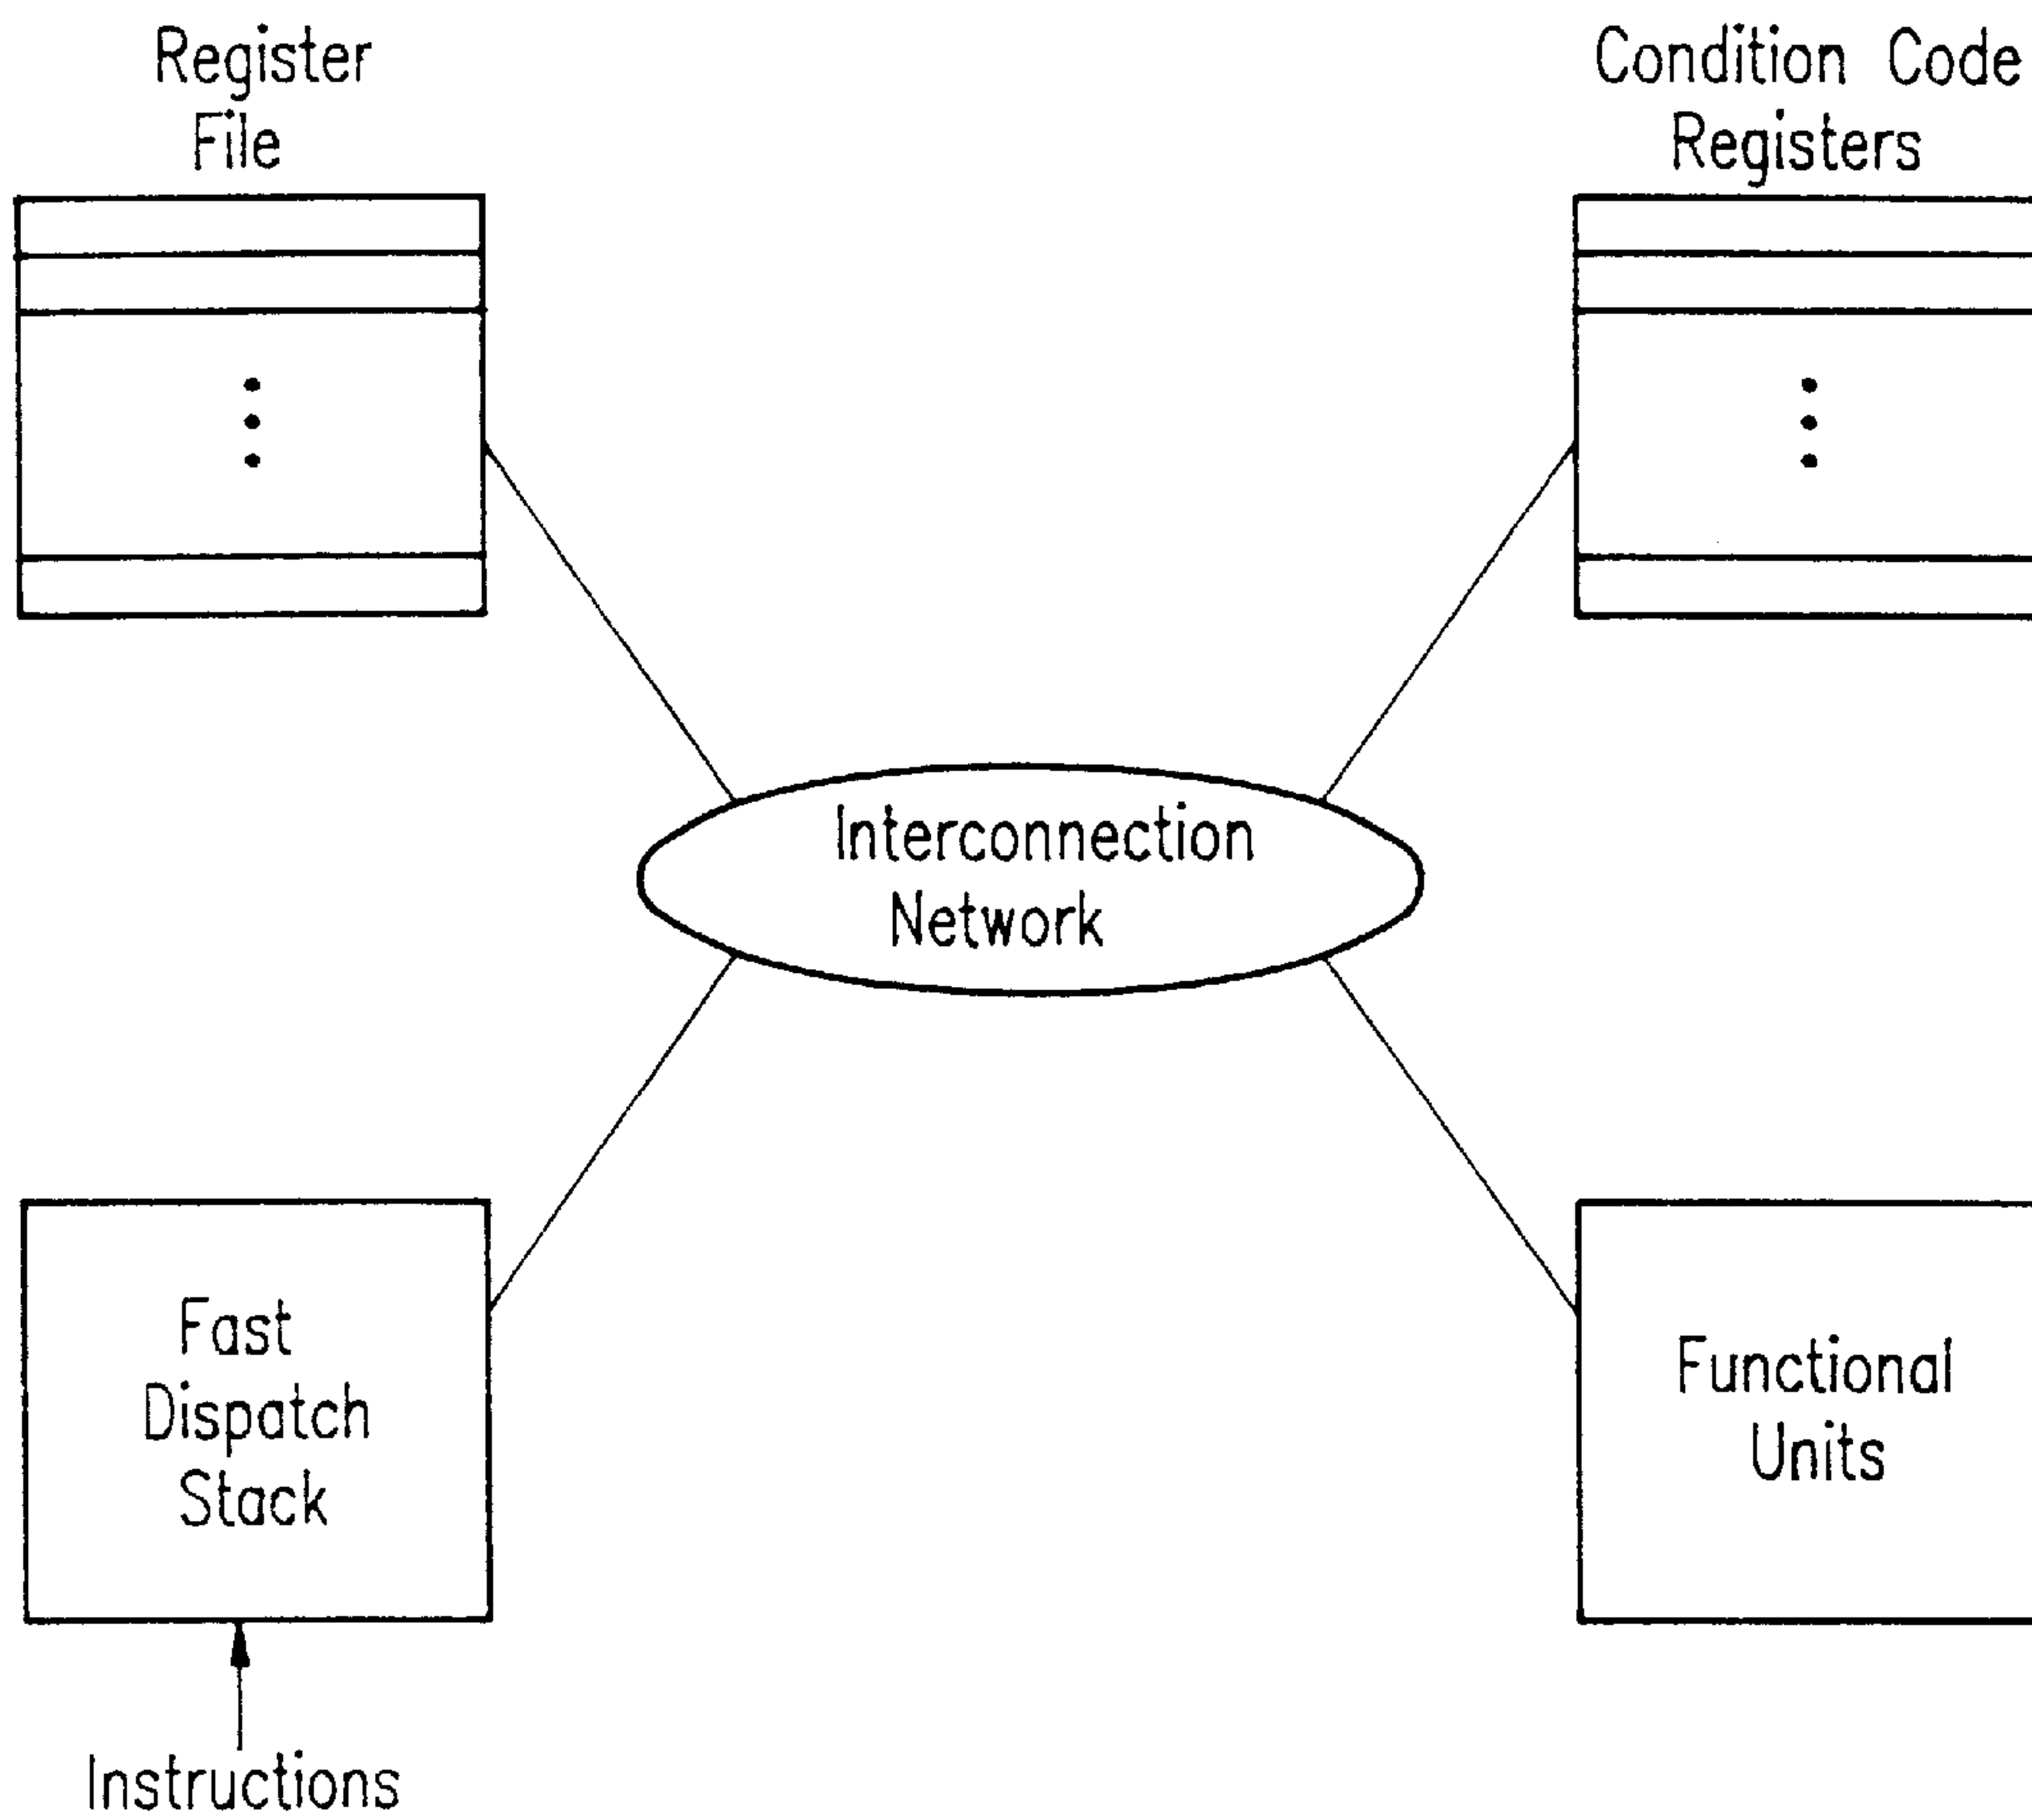 Register
File
Condition Code
Registers
Interconnection
Network
Fast
Dispatch
Stack
Functional
Units
Instructions